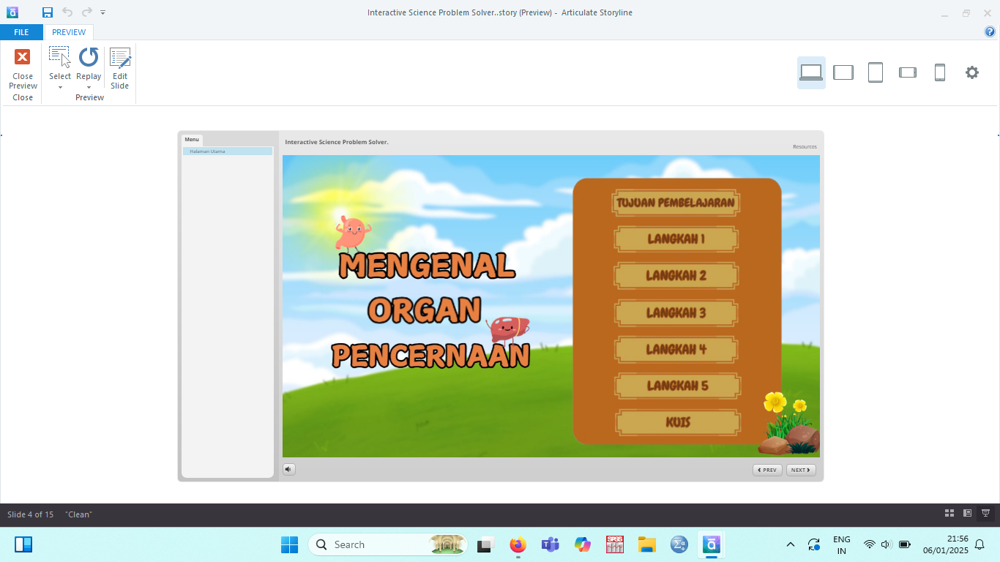 Interactive Science Problem Solver..story (Preview) - Articulate Storyline
FILE
PREVIEW
Close Preview
Select
Replay
Edit Slide
Close
Preview
Menu
Halaman Utama
Interactive Science Problem Solver.
Resources
MENGENAL
ORGAN
PENCERNAAN
TUJUAN PEMBELAJARAN
LANGKAH 1
LANGKAH 2
LANGKAH 3
LANGKAH 4
LANGKAH 5
KUIS
PREV
NEXT
Slide 4 of 15
"Clean"
Search
SPSS
ENG
IN
21:56
06/01/2025